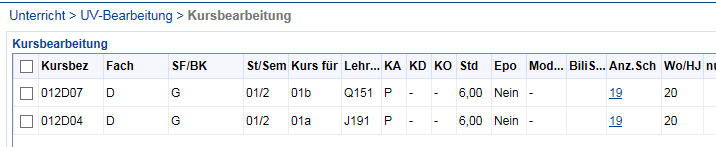 Unterricht > UV-Bearbeitung > Kursbearbeitung
Kursbearbeitung
Kursbez Fach SF/BK St/Sem Kurs für Lehr... KA KD KO Std Epo Mod... BiliS... Anz.Sch Wo/HJ nu
012D07 D G 01/2 01b Q151 P - - 6,00 Nein - 19 20
012D04 D G 01/2 01a J191 P - - 6,00 Nein - 19 20